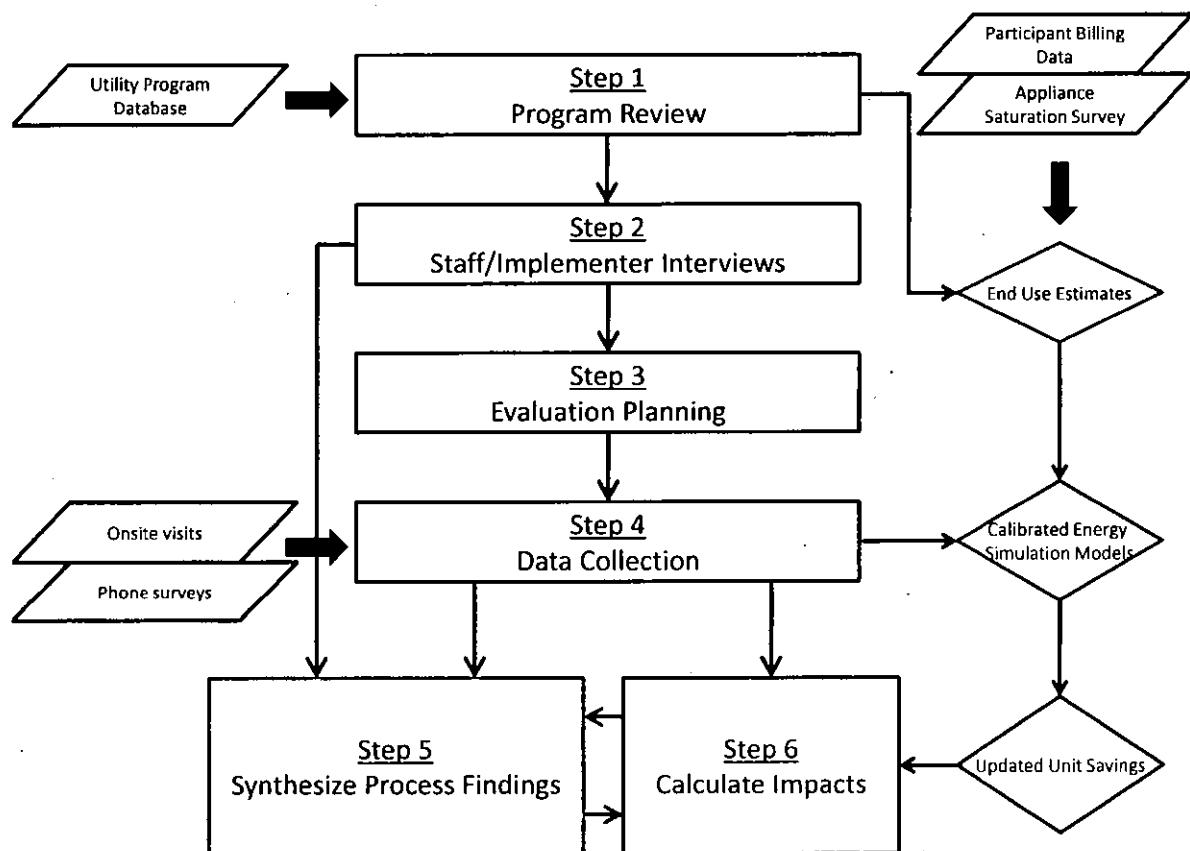 Participant Billing
Data
Utility Program
Database
Step 1
Program Review
Appliance
Saturation Survey
Step 2
Staff/Implementer Interviews
End Use Estimates
Step 3
Evaluation Planning
Onsite visits
Phone surveys
Step 4
Data Collection
Calibrated Energy
Simulation Models
Step 5
Synthesize Process Findings
Step 6
Calculate Impacts
Updated Unit Savings